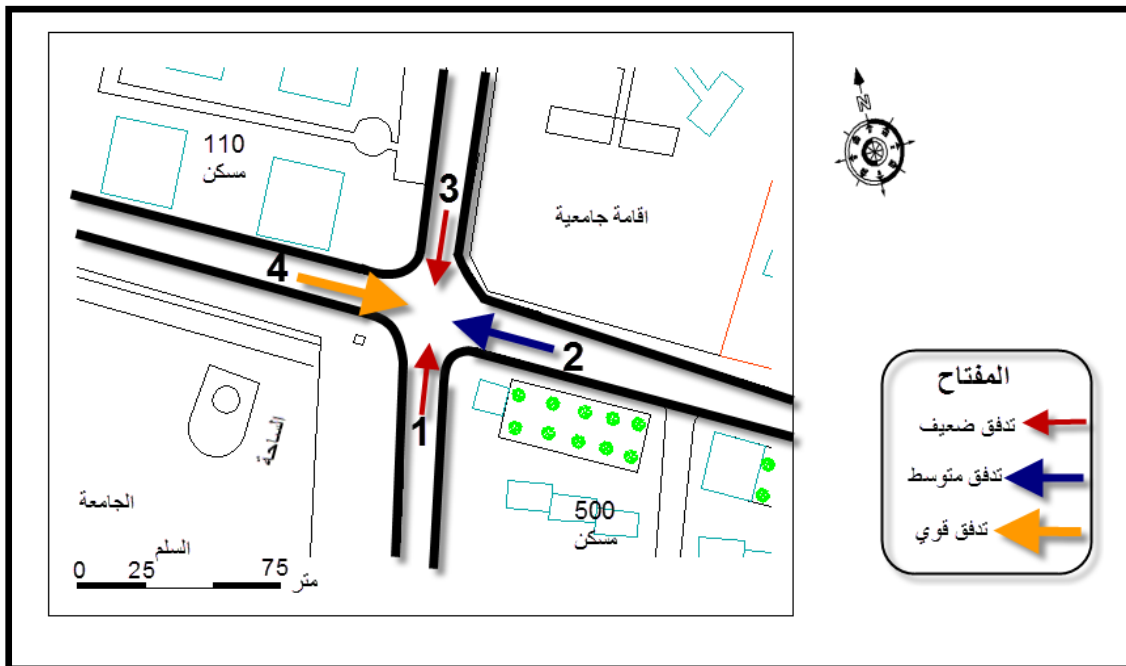 110
مسكن
3
اقامة جامعية
4
2
1
الساحة
الجامعة
500
مسكن
السلم
0 25 75 متر
N
المفتاح
تدفق ضعيف
تدفق متوسط
تدفق قوي